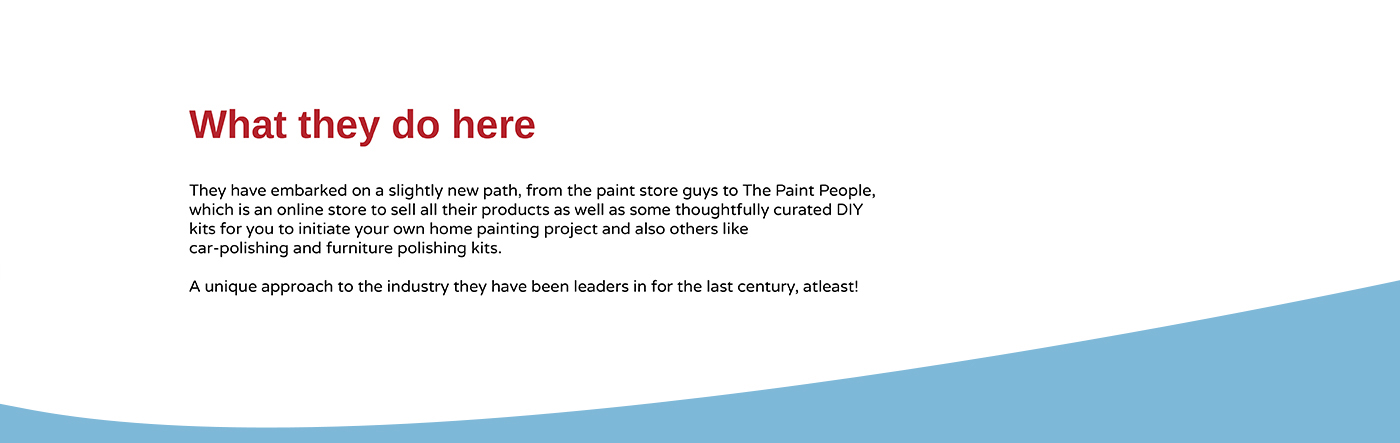 What they do here
They have embarked on a slightly new path, from the paint store guys to The Paint People,
which is an online store to sell all their products as well as some thoughtfully curated DIY
kits for you to initiate your own home painting project and also others like
car-polishing and furniture polishing kits.
A unique approach to the industry they have been leaders in for the last century, atleast!